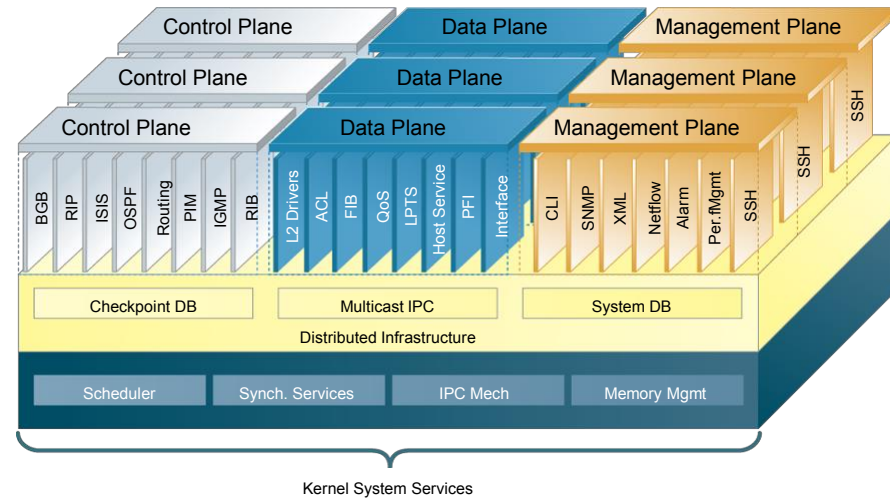 Control Plane
Data Plane
Management Plane
Control Plane
Data Plane
Management Plane
Control Plane
Data Plane
Management Plane
BGB
RIP
ISIS
OSPF
Routing
PIM
IGMP
RIB
L2 Drivers
ACL
FIB
QoS
LPTS
Host Service
PFI
Interface
CLI
SNMP
XML
Netflow
Alarm
Per.fMgmt
SSH
SSH
SSH
Checkpoint DB
Multicast IPC
System DB
Distributed Infrastructure
Scheduler
Synch. Services
IPC Mech
Memory Mgmt
Kernel System Services